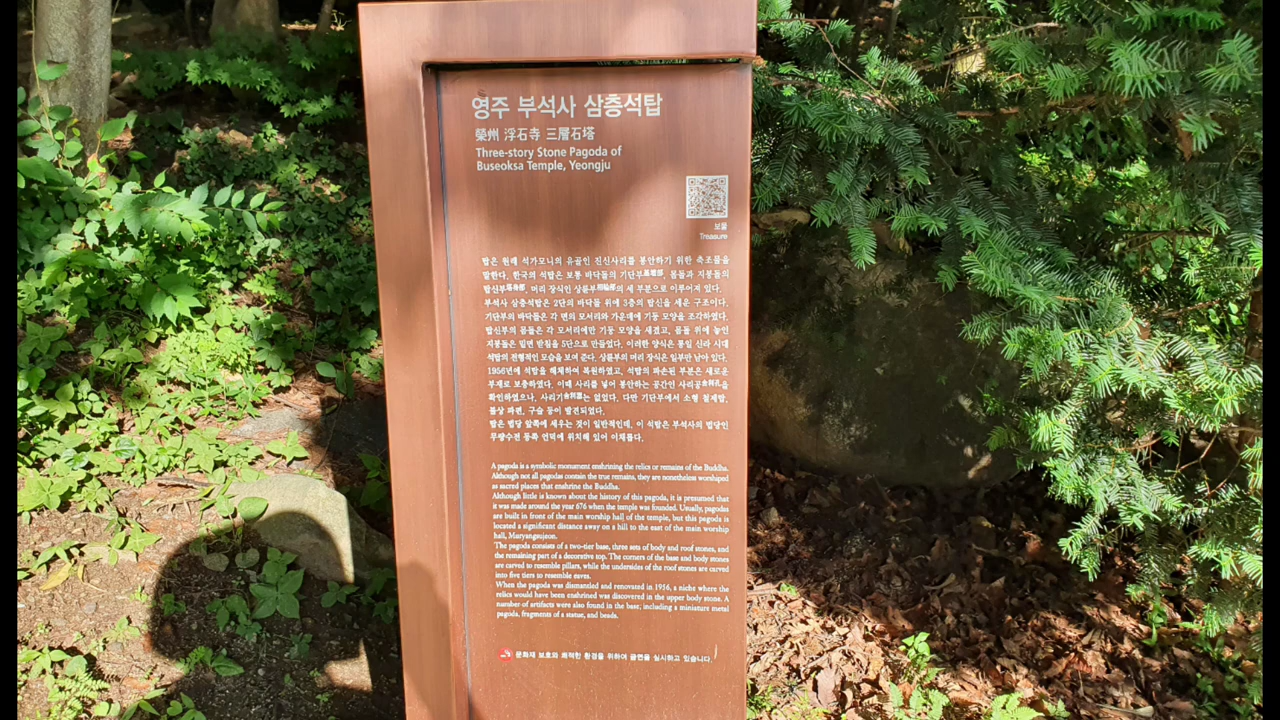 영주 부석사 삼층석탑
榮州 浮石寺 三層石塔
Three-story Stone Pagoda of
Buseoksa Temple, Yeongju
보물
Treasure
탑은 원래 석가모니의 유골인 진신사리를 봉안하기 위한 축조물을
말한다. 한국의 석탑은 보통 바닥돌의 기단부基壇部, 몸돌과 지붕돌의
탑신부塔身部, 머리 장식인 상륜부相輪部의 세 부분으로 이루어져 있다.
부석사 삼층석탑은 2단의 바닥돌 위에 3층의 탑신을 세운 구조이다.
기단부의 바닥돌은 각 면의 모서리와 가운데에 기둥 모양을 조각하였다.
탑신부의 몸돌은 각 모서리에만 기둥 모양을 새겼고, 몸돌 위에 놓인
지붕돌은 밑면 받침을 5단으로 만들었다. 이러한 양식은 통일 신라 시대
석탑의 전형적인 모습을 보여 준다. 상륜부의 머리 장식은 일부만 남아 있다.
1956년에 석탑을 해체하여 복원하였고, 석탑의 파손된 부분은 새로운
부재로 보충하였다. 이때 사리를 넣어 봉안하는 공간인 사리공舍利孔을
확인하였으나, 사리기舍利器는 없었다. 다만 기단부에서 소형 철제탑,
불상 파편, 구슬 등이 발견되었다.
탑은 법당 앞쪽에 세우는 것이 일반적인데, 이 석탑은 부석사의 법당인
무량수전 동쪽 언덕에 위치해 있어 이채롭다.
A pagoda is a symbolic monument enshrining the relics or remains of the Buddha.
Although not all pagodas contain the true remains, they are nonetheless worshiped
as sacred places that enshrine the Buddha.
Although little is known about the history of this pagoda, it is presumed that
it was made around the year 676 when the temple was founded. Usually, pagodas
are built in front of the main worship hall of the temple, but this pagoda is
located a significant distance away on a hill to the east of the main worship
hall, Muryangsujeon.
The pagoda consists of a two-tier base, three sets of body and roof stones, and
the remaining part of a decorative top. The corners of the base and body stones
are carved to resemble pillars, while the undersides of the roof stones are carved
into five tiers to resemble eaves.
When the pagoda was dismantled and renovated in 1956, a niche where the
relics would have been enshrined was discovered in the upper body stone. A
number of artifacts were also found in the base; including a miniature metal
pagoda, fragments of a statue, and beads.
문화재 보호와 쾌적한 환경을 위하여 금연을 실시하고 있습니다.